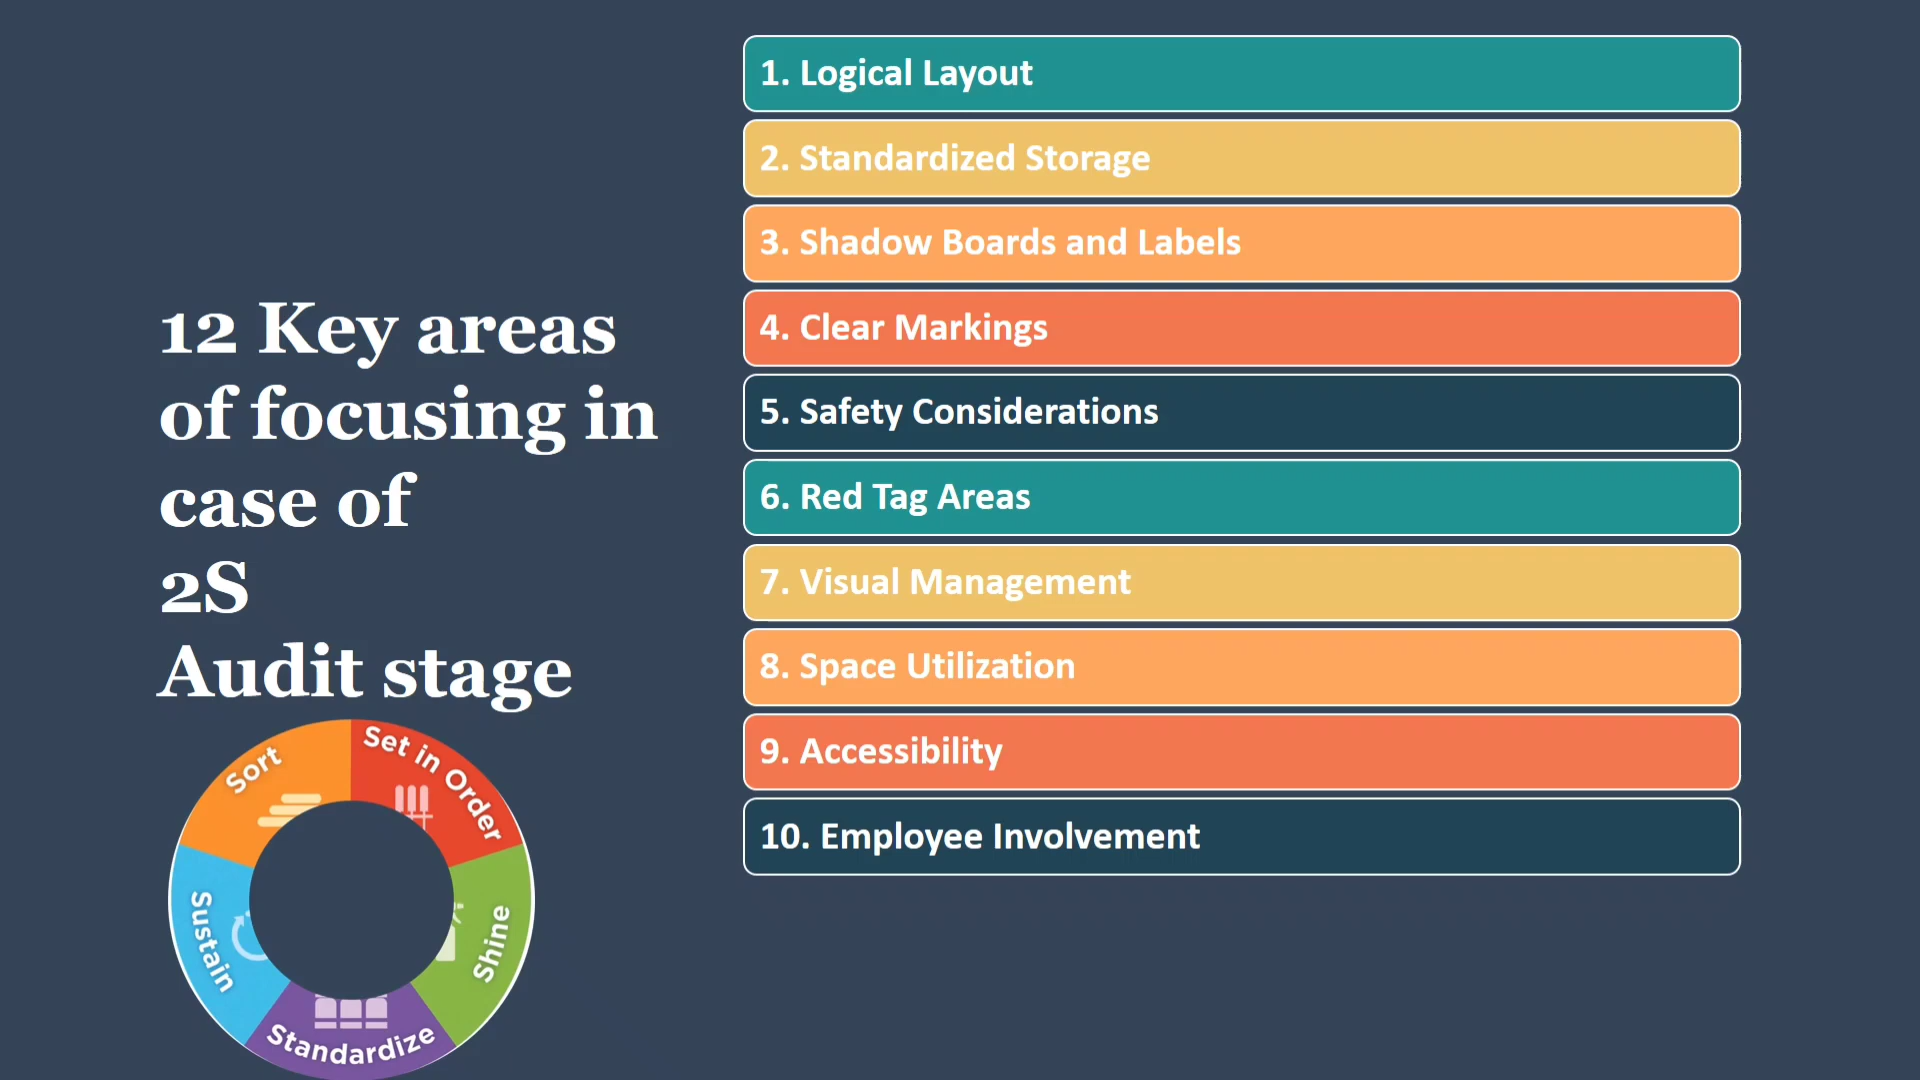 12 Key areas
of focusing in
case of
2S
Audit stage
1. Logical Layout
2. Standardized Storage
3. Shadow Boards and Labels
4. Clear Markings
5. Safety Considerations
6. Red Tag Areas
7. Visual Management
8. Space Utilization
9. Accessibility
10. Employee Involvement
Sort
Set in Order
Shine
Standardize
Sustain